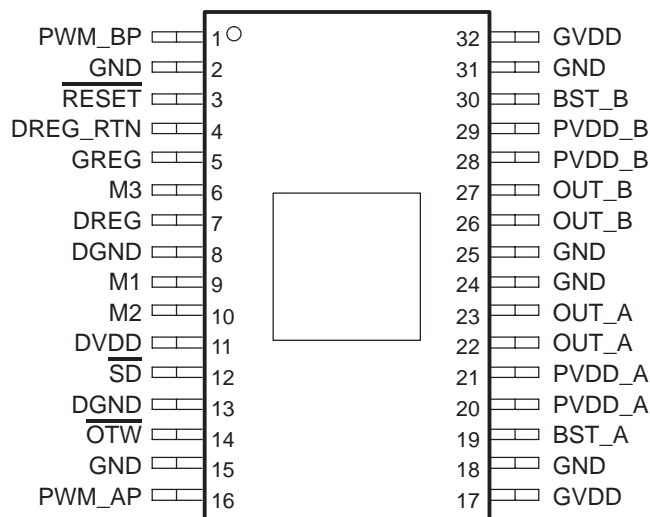 PWM_BP 1 32 GVDD
GND 2 31 GND
RESET 3 30 BST_B
DREG_RTN 4 29 PVDD_B
GREG 5 28 PVDD_B
M3 6 27 OUT_B
DREG 7 26 OUT_B
DGND 8 25 GND
M1 9 24 GND
M2 10 23 OUT_A
DVDD 11 22 OUT_A
SD 12 21 PVDD_A
DGND 13 20 PVDD_A
OTW 14 19 BST_A
GND 15 18 GND
PWM_AP 16 17 GVDD